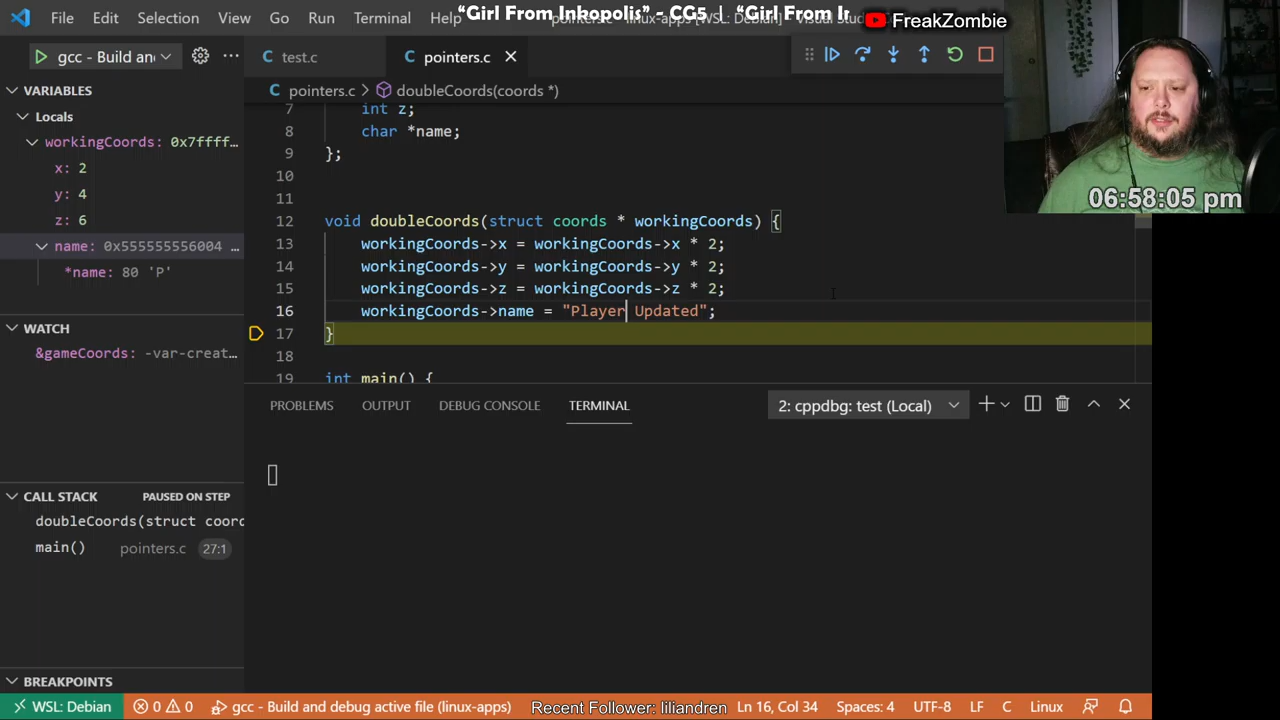 File Edit Selection View Go Run Terminal Help
"Girl From Inkopolis" - CG5 | "Girl From Ir
FreakZombie
gcc - Build and
test.c
pointers.c
pointers.c > doubleCoords(coords *)
VARIABLES
Locals
workingCoords: 0x7ffff…
x: 2
y: 4
z: 6
name: 0x555555556004 …
*name: 80 'P'
WATCH
&gameCoords: -var-creat…
CALL STACK PAUSED ON STEP
doubleCoords(struct coord
main() pointers.c 27:1
BREAKPOINTS
7 int z;
8 char *name;
9 };
10
11
12 void doubleCoords(struct coords * workingCoords) {
13 workingCoords->x = workingCoords->x * 2;
14 workingCoords->y = workingCoords->y * 2;
15 workingCoords->z = workingCoords->z * 2;
16 workingCoords->name = "Player Updated";
17 }
18
19 int main() {
06:58:05 pm
PROBLEMS OUTPUT DEBUG CONSOLE TERMINAL
2: cppdbg: test (Local)
WSL: Debian 0 0 gcc - Build and debug active file (linux-apps) Recent Follower: liliandren Ln 16, Col 34 Spaces: 4 UTF-8 LF C Linux